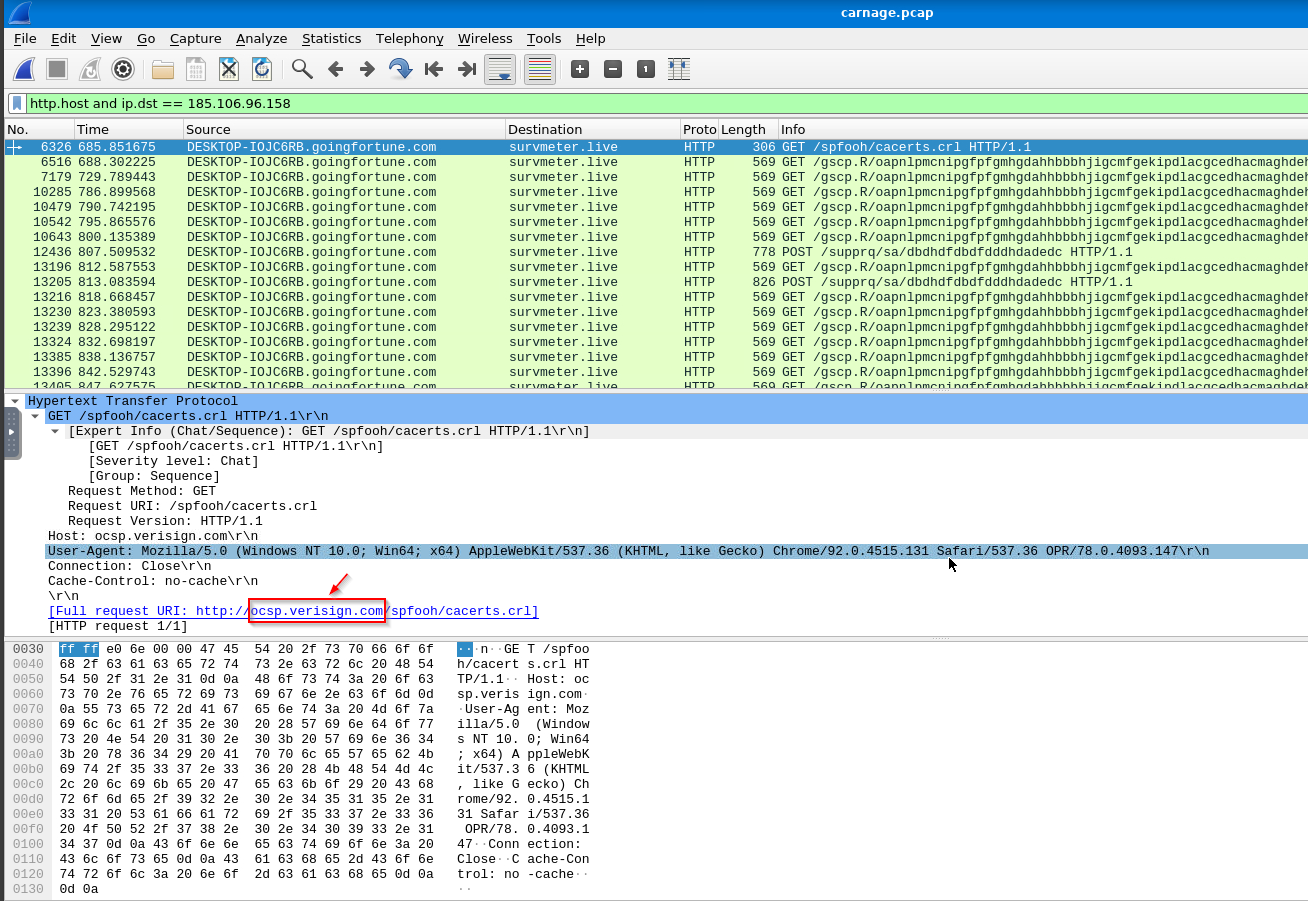 carnage.pcap
File Edit View Go Capture Analyze Statistics Telephony Wireless Tools Help
http.host and ip.dst == 185.106.96.158
No. Time Source Destination Proto Length Info
6326 685.851675 DESKTOP-IOJC6RB.goingfortune.com survmeter.live HTTP 306 GET /spfooh/cacerts.crl HTTP/1.1
6516 688.302225 DESKTOP-IOJC6RB.goingfortune.com survmeter.live HTTP 569 GET /gscp.R/oapnlpmcnipgfpfgmhgdahhbbbhjigcmfgekipdlacgcedhacmaghdeh
7179 729.789443 DESKTOP-IOJC6RB.goingfortune.com survmeter.live HTTP 569 GET /gscp.R/oapnlpmcnipgfpfgmhgdahhbbbhjigcmfgekipdlacgcedhacmaghdeh
10285 786.899568 DESKTOP-IOJC6RB.goingfortune.com survmeter.live HTTP 569 GET /gscp.R/oapnlpmcnipgfpfgmhgdahhbbbhjigcmfgekipdlacgcedhacmaghdeh
10479 790.742195 DESKTOP-IOJC6RB.goingfortune.com survmeter.live HTTP 569 GET /gscp.R/oapnlpmcnipgfpfgmhgdahhbbbhjigcmfgekipdlacgcedhacmaghdeh
10542 795.865576 DESKTOP-IOJC6RB.goingfortune.com survmeter.live HTTP 569 GET /gscp.R/oapnlpmcnipgfpfgmhgdahhbbbhjigcmfgekipdlacgcedhacmaghdeh
10643 800.135389 DESKTOP-IOJC6RB.goingfortune.com survmeter.live HTTP 569 GET /gscp.R/oapnlpmcnipgfpfgmhgdahhbbbhjigcmfgekipdlacgcedhacmaghdeh
12436 807.509532 DESKTOP-IOJC6RB.goingfortune.com survmeter.live HTTP 778 POST /supprq/sa/dbdhdfdbdfdddhdadedc HTTP/1.1
13196 812.587553 DESKTOP-IOJC6RB.goingfortune.com survmeter.live HTTP 569 GET /gscp.R/oapnlpmcnipgfpfgmhgdahhbbbhjigcmfgekipdlacgcedhacmaghdeh
13205 813.083594 DESKTOP-IOJC6RB.goingfortune.com survmeter.live HTTP 826 POST /supprq/sa/dbdhdfdbdfdddhdadedc HTTP/1.1
13216 818.668457 DESKTOP-IOJC6RB.goingfortune.com survmeter.live HTTP 569 GET /gscp.R/oapnlpmcnipgfpfgmhgdahhbbbhjigcmfgekipdlacgcedhacmaghdeh
13230 823.380593 DESKTOP-IOJC6RB.goingfortune.com survmeter.live HTTP 569 GET /gscp.R/oapnlpmcnipgfpfgmhgdahhbbbhjigcmfgekipdlacgcedhacmaghdeh
13239 828.295122 DESKTOP-IOJC6RB.goingfortune.com survmeter.live HTTP 569 GET /gscp.R/oapnlpmcnipgfpfgmhgdahhbbbhjigcmfgekipdlacgcedhacmaghdeh
13324 832.698197 DESKTOP-IOJC6RB.goingfortune.com survmeter.live HTTP 569 GET /gscp.R/oapnlpmcnipgfpfgmhgdahhbbbhjigcmfgekipdlacgcedhacmaghdeh
13385 838.136757 DESKTOP-IOJC6RB.goingfortune.com survmeter.live HTTP 569 GET /gscp.R/oapnlpmcnipgfpfgmhgdahhbbbhjigcmfgekipdlacgcedhacmaghdeh
13396 842.529743 DESKTOP-IOJC6RB.goingfortune.com survmeter.live HTTP 569 GET /gscp.R/oapnlpmcnipgfpfgmhgdahhbbbhjigcmfgekipdlacgcedhacmaghdeh
13405 847.627575 DESKTOP-IOJC6RB.goingfortune.com survmeter.live HTTP 569 GET /gscp.R/oapnlpmcnipgfpfgmhgdahhbbbhjigcmfgekipdlacgcedhacmaghdeh
Hypertext Transfer Protocol
GET /spfooh/cacerts.crl HTTP/1.1\r\n
[Expert Info (Chat/Sequence): GET /spfooh/cacerts.crl HTTP/1.1\r\n]
[GET /spfooh/cacerts.crl HTTP/1.1\r\n]
[Severity level: Chat]
[Group: Sequence]
Request Method: GET
Request URI: /spfooh/cacerts.crl
Request Version: HTTP/1.1
Host: ocsp.verisign.com\r\n
User-Agent: Mozilla/5.0 (Windows NT 10.0; Win64; x64) AppleWebKit/537.36 (KHTML, like Gecko) Chrome/92.0.4515.131 Safari/537.36 OPR/78.0.4093.147\r\n
Connection: Close\r\n
Cache-Control: no-cache\r\n
\r\n
[Full request URI: http://ocsp.verisign.com/spfooh/cacerts.crl]
[HTTP request 1/1]
0030 ff ff e0 6e 00 00 47 45 54 20 2f 73 70 66 6f 6f ···n··GE T /spfoo
0040 68 2f 63 61 63 65 72 74 73 2e 63 72 6c 20 48 54 h/cacert s.crl HT
0050 54 50 2f 31 2e 31 0d 0a 48 6f 73 74 3a 20 6f 63 TP/1.1·· Host: oc
0060 73 70 2e 76 65 72 69 73 69 67 6e 2e 63 6f 6d 0d sp.veris ign.com·
0070 0a 55 73 65 72 2d 41 67 65 6e 74 3a 20 4d 6f 7a ·User-Ag ent: Moz
0080 69 6c 6c 61 2f 35 2e 30 20 28 57 69 6e 64 6f 77 illa/5.0 (Window
0090 73 20 4e 54 20 31 30 2e 30 3b 20 57 69 6e 36 34 s NT 10. 0; Win64
00a0 3b 20 78 36 34 29 20 41 70 70 6c 65 57 65 62 4b ; x64) A ppleWebK
00b0 69 74 2f 35 33 37 2e 33 36 20 28 4b 48 54 4d 4c it/537.3 6 (KHTML
00c0 2c 20 6c 69 6b 65 20 47 65 63 6b 6f 29 20 43 68 , like G ecko) Ch
00d0 72 6f 6d 65 2f 39 32 2e 30 2e 34 35 31 35 2e 31 rome/92. 0.4515.1
00e0 33 31 20 53 61 66 61 72 69 2f 35 33 37 2e 33 36 31 Safar i/537.36
00f0 20 4f 50 52 2f 37 38 2e 30 2e 34 30 39 33 2e 31 OPR/78. 0.4093.1
0100 34 37 0d 0a 43 6f 6e 6e 65 63 74 69 6f 6e 3a 20 47··Conn ection:
0110 43 6c 6f 73 65 0d 0a 43 61 63 68 65 2d 43 6f 6e Close··C ache-Con
0120 74 72 6f 6c 3a 20 6e 6f 2d 63 61 63 68 65 0d 0a trol: no -cache··
0130 0d 0a ··